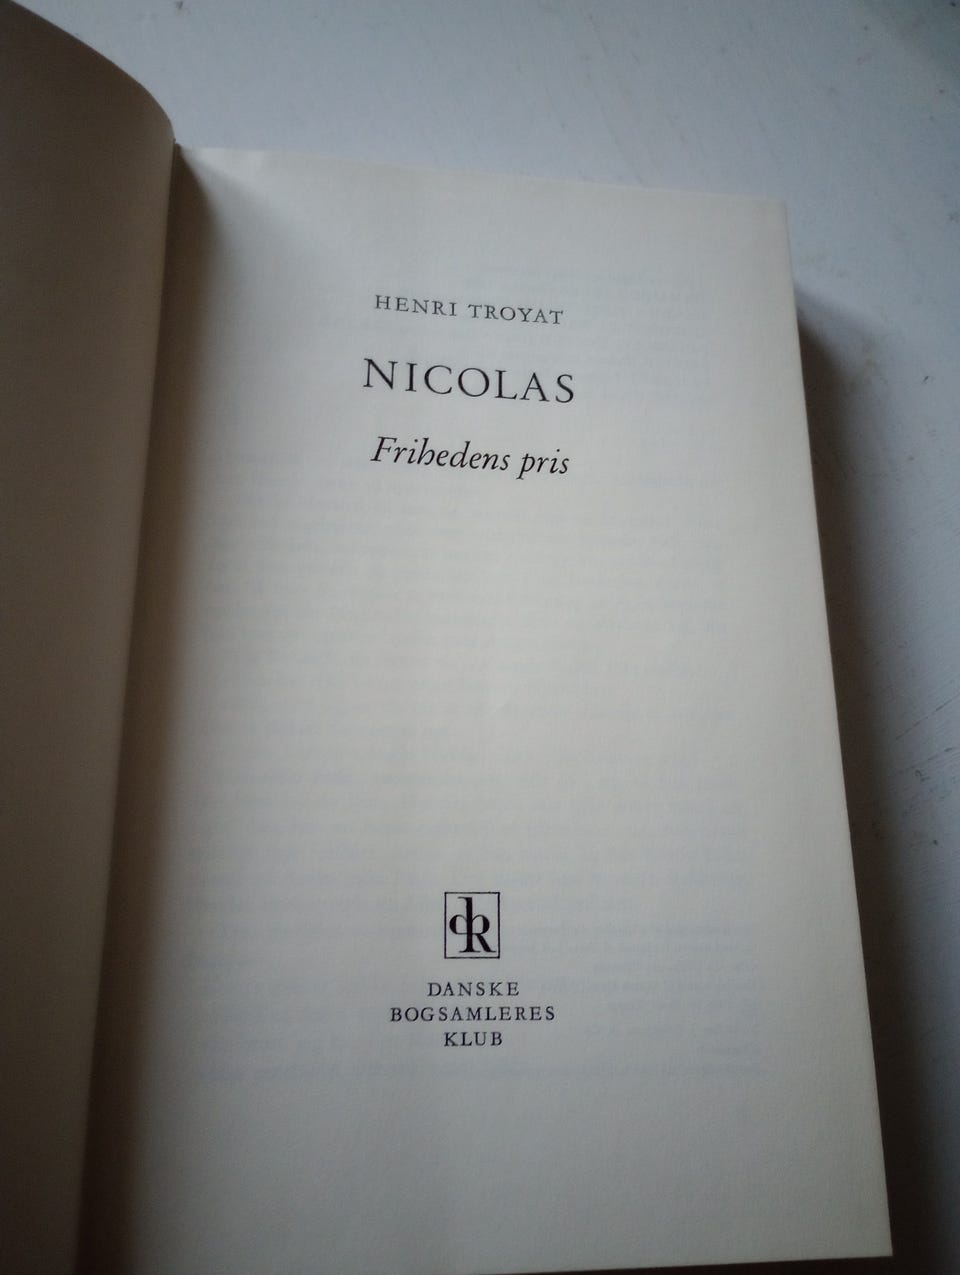 HENRI TROYAT
NICOLAS
Frihedens pris
DANSKE
BOGSAMLERES
KLUB